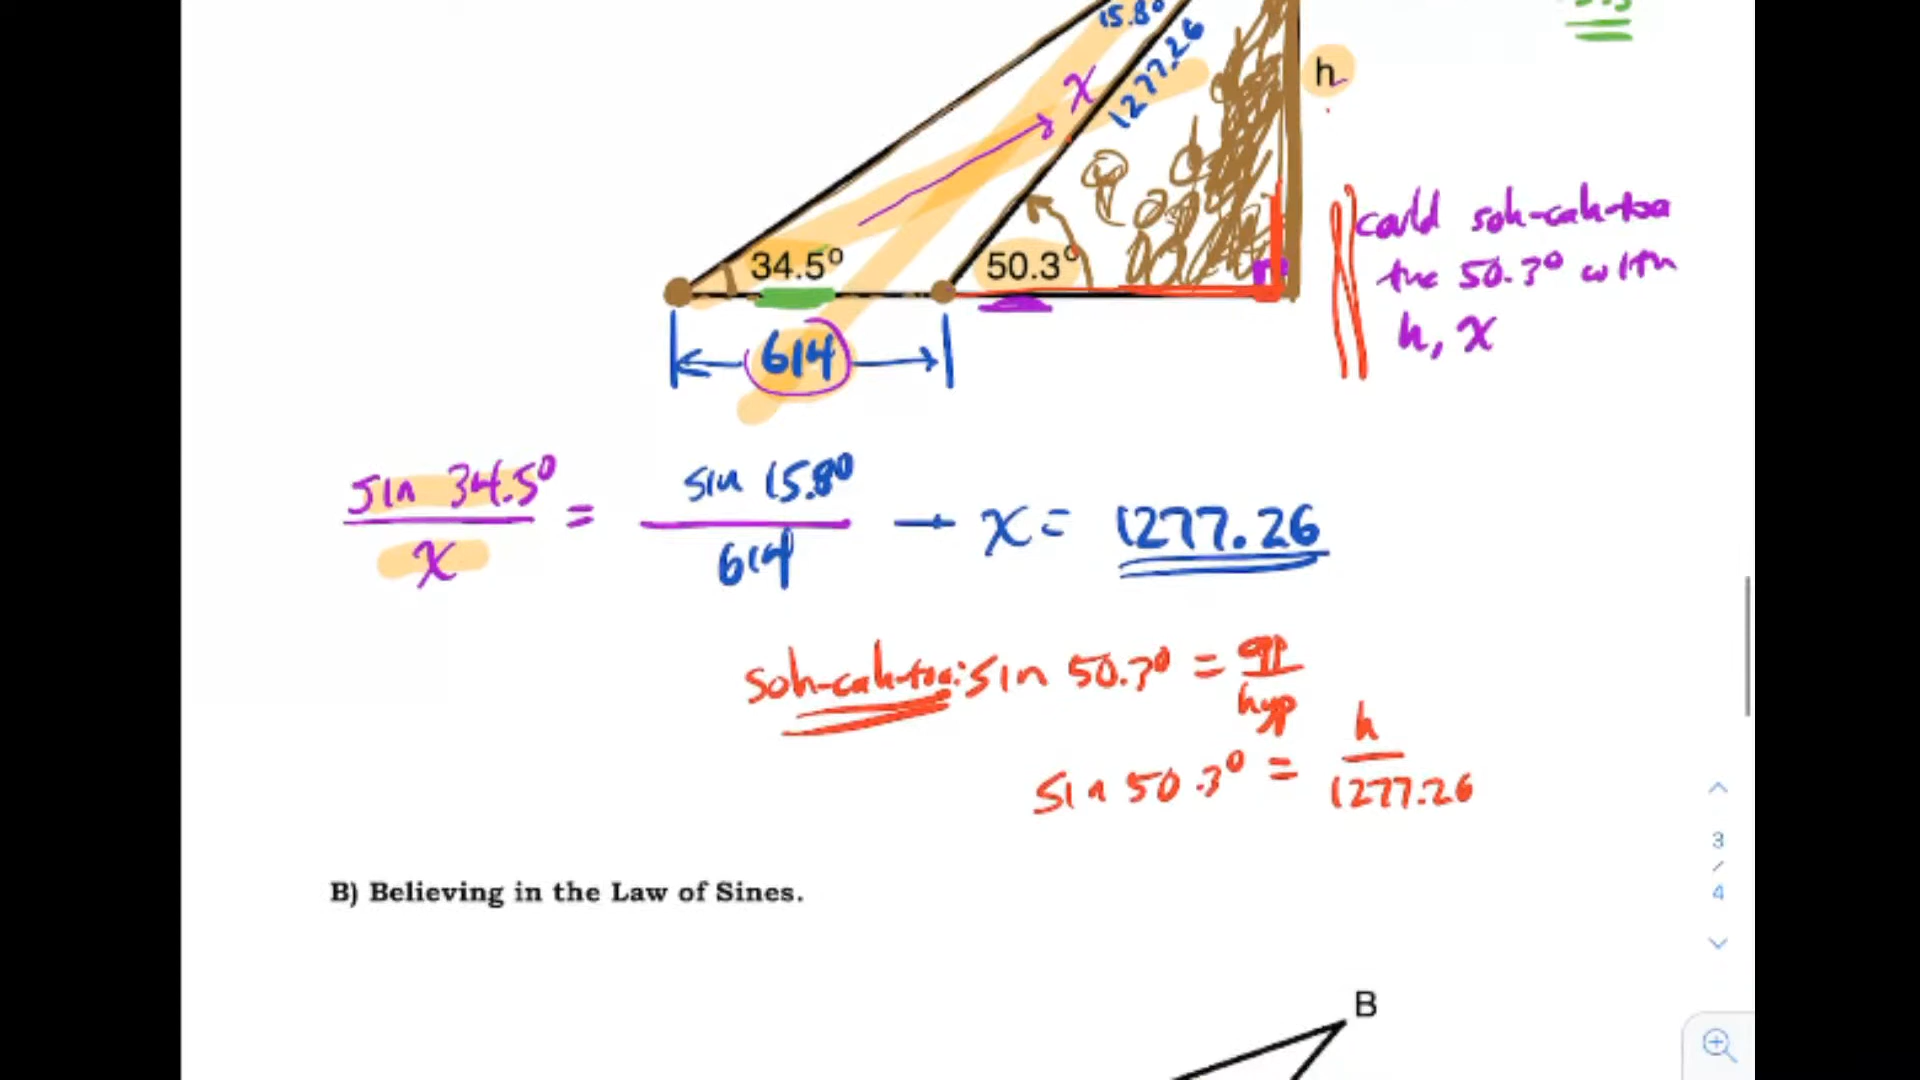 15.8°
1277.26
h
x
34.5°
50.3°
could soh-cah-toa
the 50.3° with
h, x
614
sin 34.5° / x = sin 15.8° / 614 → x = 1277.26
soh-cah-toa: sin 50.3° = opp / hyp
sin 50.3° = h / 1277.26
B) Believing in the Law of Sines.
B
3
/
4